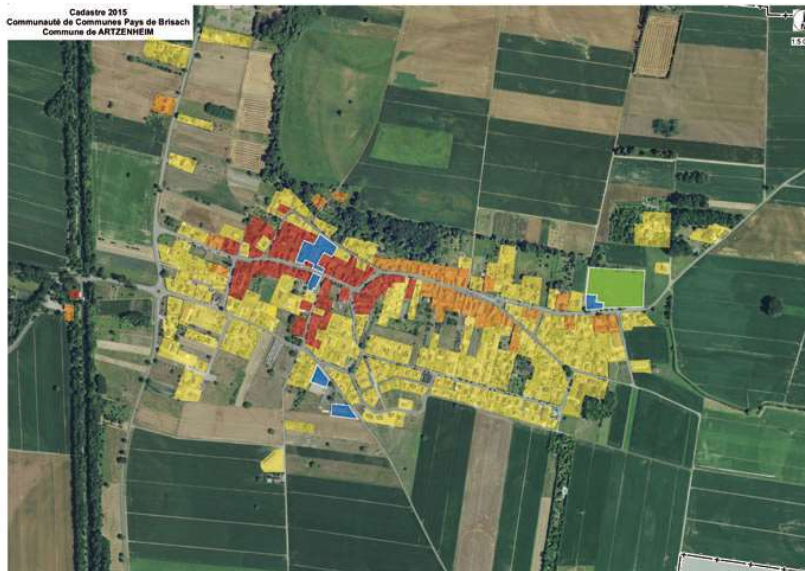 Cadastre 2015
Communauté de Communes Pays de Brisach
Commune de ARTZENHEIM